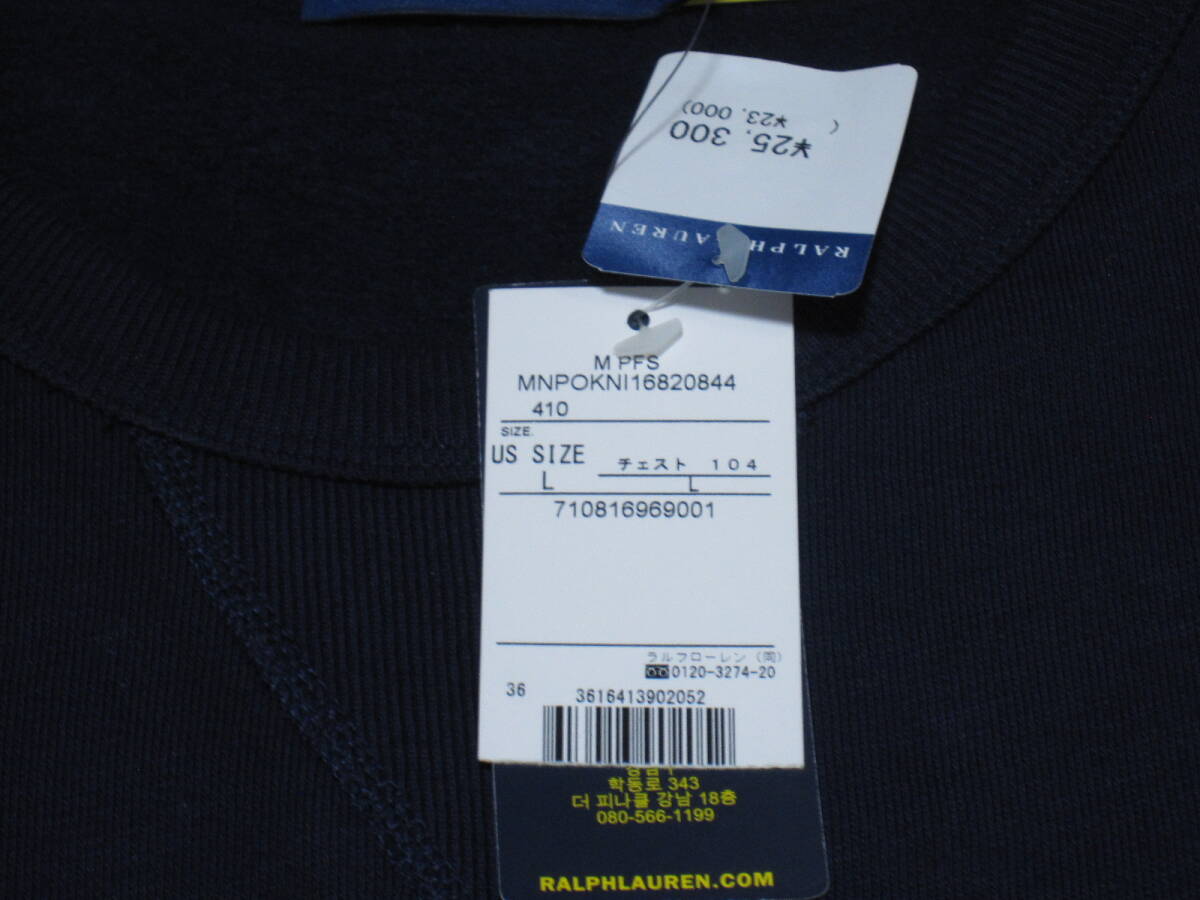 ¥25,300
( ¥23,000)
RALPH LAUREN
M PFS
MNPOKNI16820844
410
SIZE.
US SIZE チェスト 104
L L
710816969001
ラルフローレン(同)
0120-3274-20
36 3616413902052
학동로 343
더 피나클 강남 18층
080-566-1199
RALPHLAUREN.COM